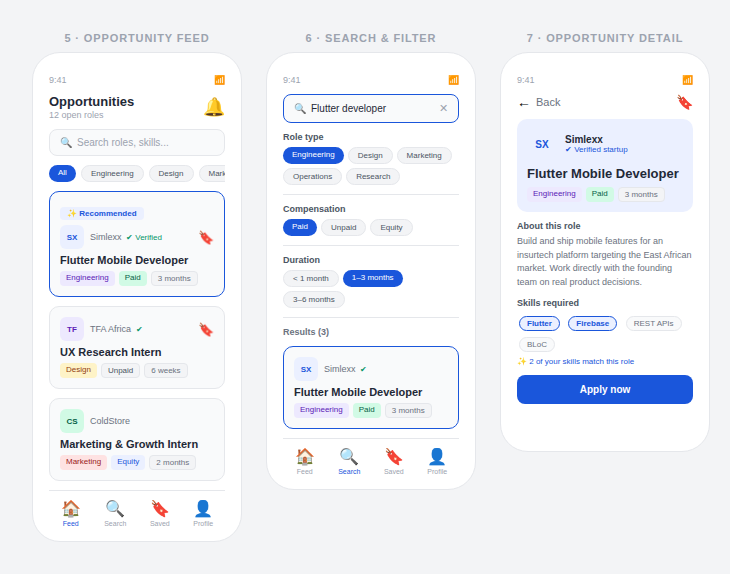 5 · OPPORTUNITY FEED
9:41
Opportunities
12 open roles
Search roles, skills...
All
Engineering
Design
Mark
✨ Recommended
SX
Simlexx ✔ Verified
Flutter Mobile Developer
Engineering
Paid
3 months
TF
TFA Africa ✔
UX Research Intern
Design
Unpaid
6 weeks
CS
ColdStore
Marketing & Growth Intern
Marketing
Equity
2 months
Feed
Search
Saved
Profile
6 · SEARCH & FILTER
9:41
Flutter developer ✕
Role type
Engineering
Design
Marketing
Operations
Research
Compensation
Paid
Unpaid
Equity
Duration
< 1 month
1–3 months
3–6 months
Results (3)
SX
Simlexx ✔
Flutter Mobile Developer
Engineering
Paid
3 months
Feed
Search
Saved
Profile
7 · OPPORTUNITY DETAIL
9:41
← Back
SX
Simlexx
✔ Verified startup
Flutter Mobile Developer
Engineering
Paid
3 months
About this role
Build and ship mobile features for an
insurtech platform targeting the East African
market. Work directly with the founding
team on real product decisions.
Skills required
Flutter
Firebase
REST APIs
BLoC
✨ 2 of your skills match this role
Apply now